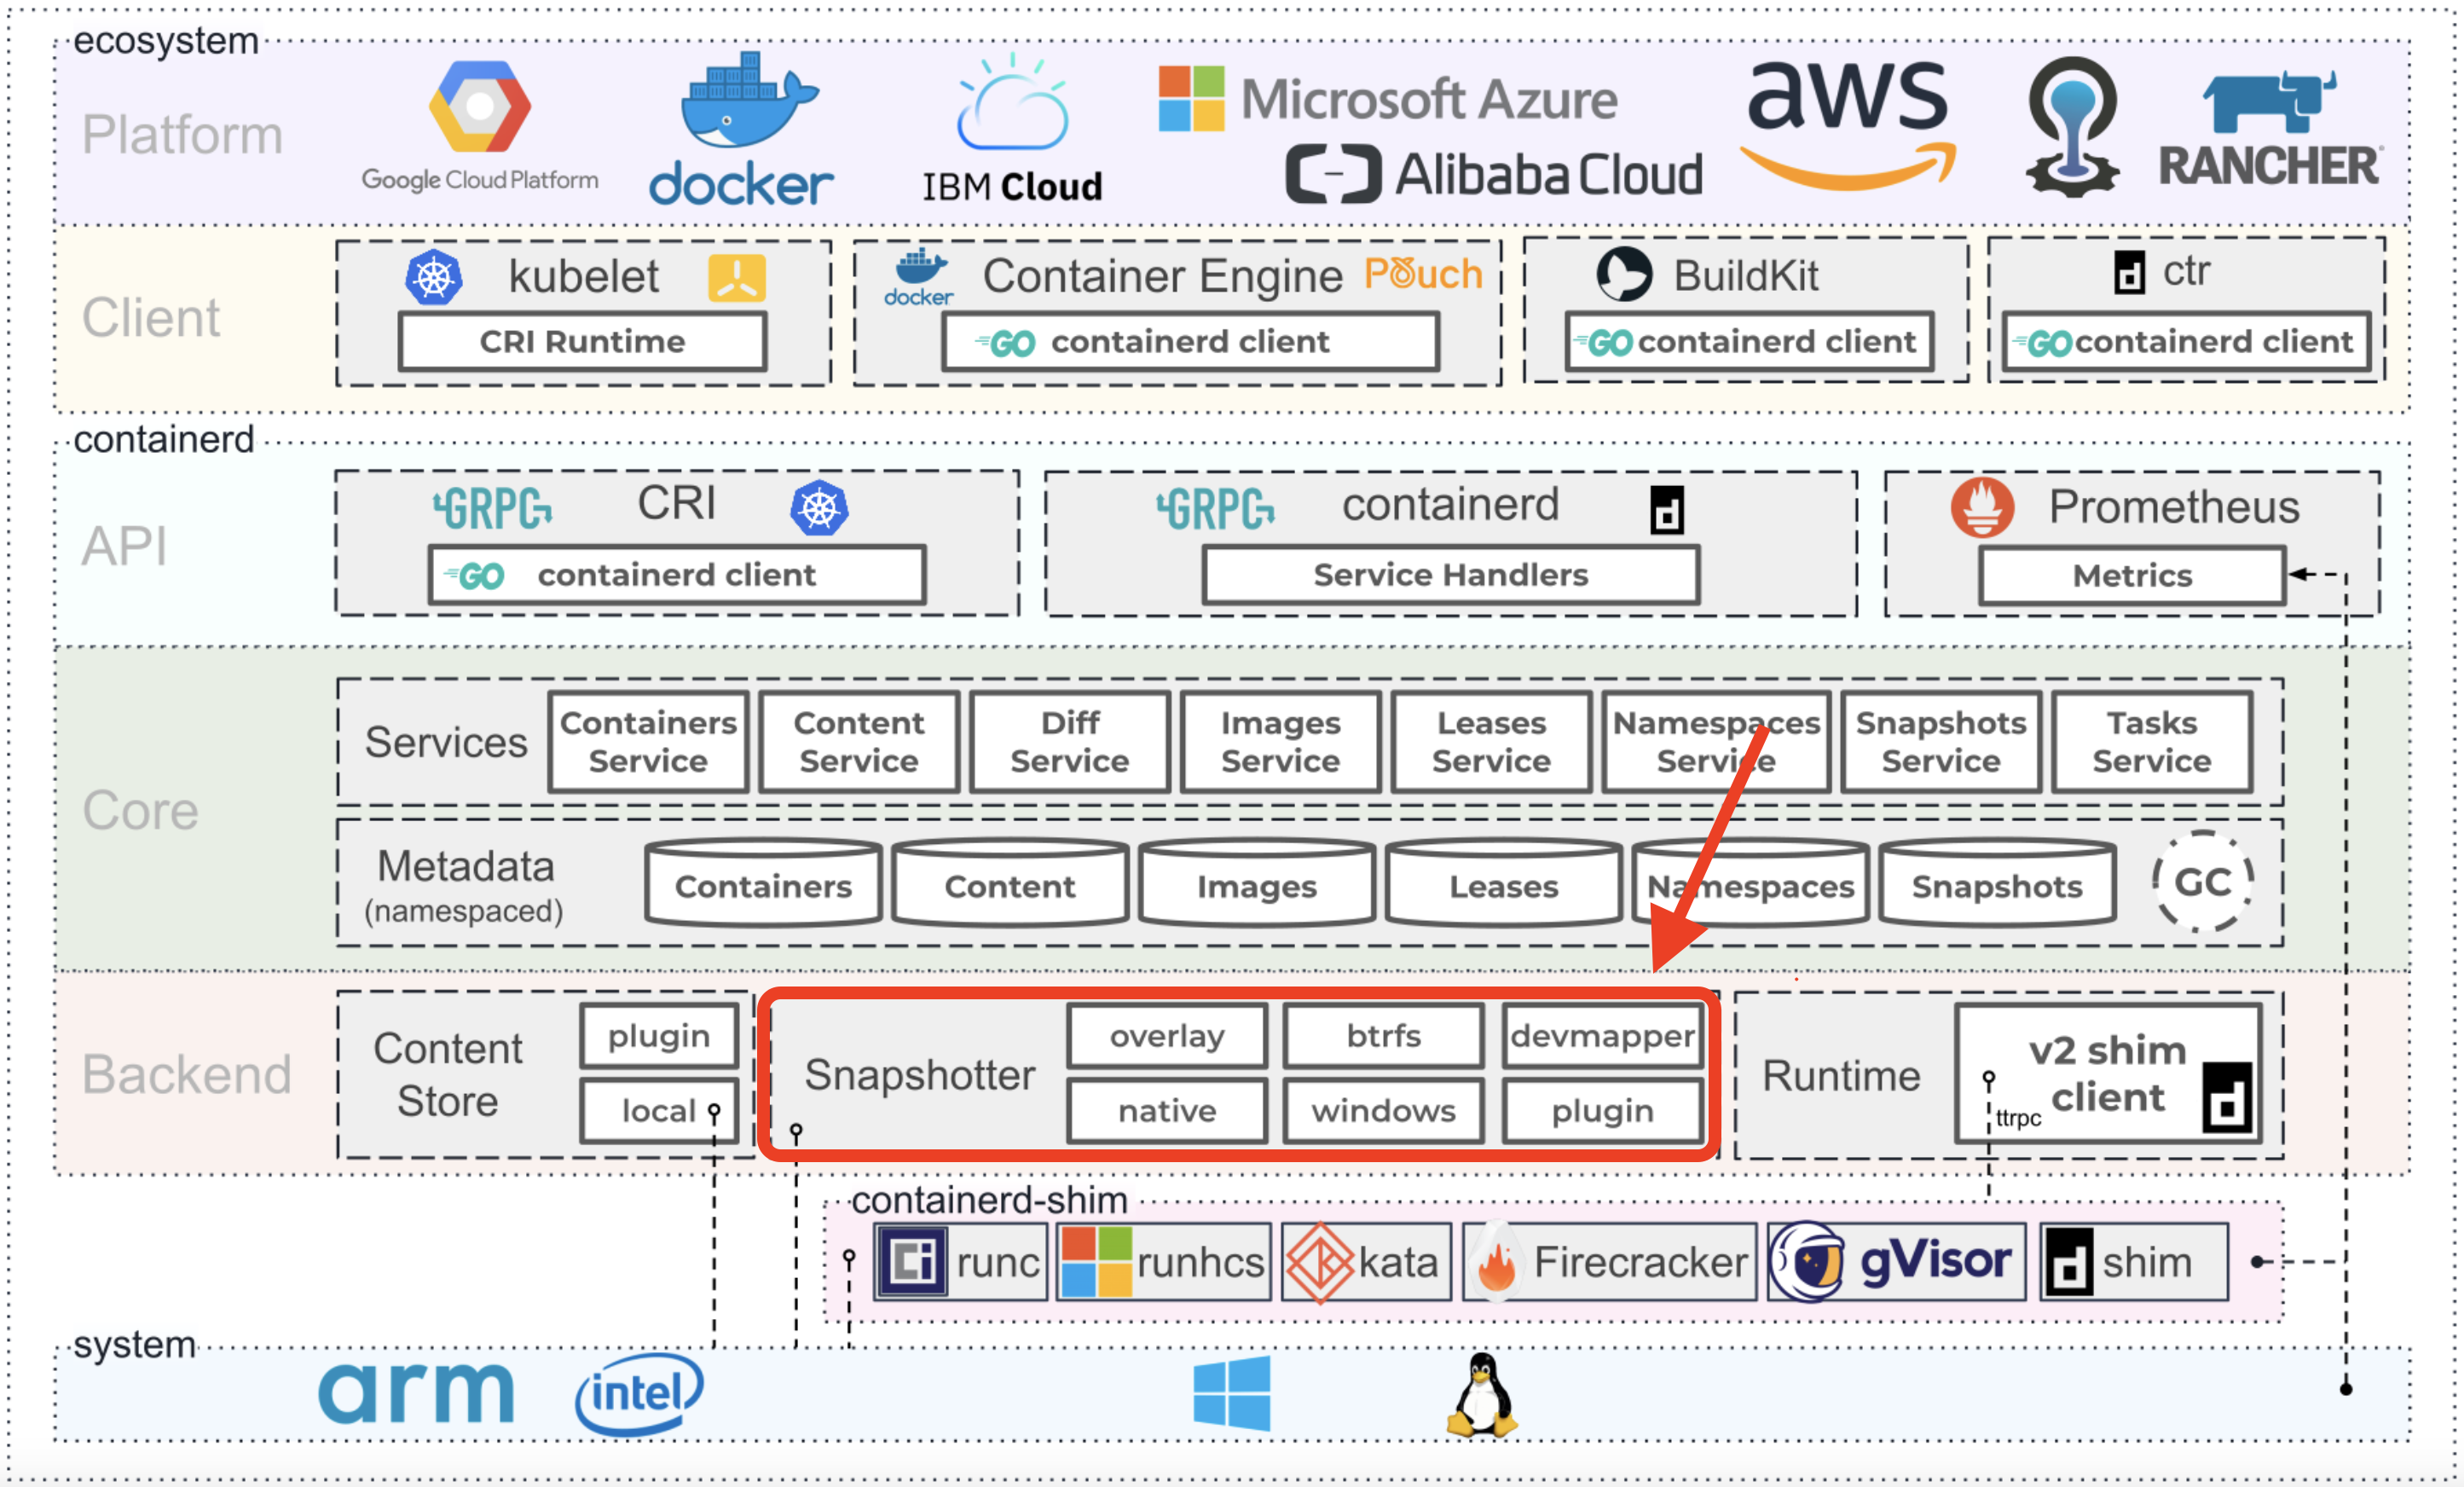 ecosystem
Platform
Google Cloud Platform
docker
IBM Cloud
Microsoft Azure
Alibaba Cloud
aws
RANCHER
Client
kubelet
CRI Runtime
docker
Container Engine
Pouch
GO containerd client
BuildKit
GO containerd client
ctr
GO containerd client
containerd
API
GRPC CRI
GO containerd client
GRPC containerd
Service Handlers
Prometheus
Metrics
Core
Services
Containers
Service
Content
Service
Diff
Service
Images
Service
Leases
Service
Namespaces
Service
Snapshots
Service
Tasks
Service
Metadata
(namespaced)
Containers
Content
Images
Leases
Namespaces
Snapshots
GC
Backend
Content
Store
plugin
local
Snapshotter
overlay
btrfs
devmapper
native
windows
plugin
Runtime
v2 shim
client
ttrpc
containerd-shim
runc
runhcs
kata
Firecracker
gVisor
shim
system
arm
intel